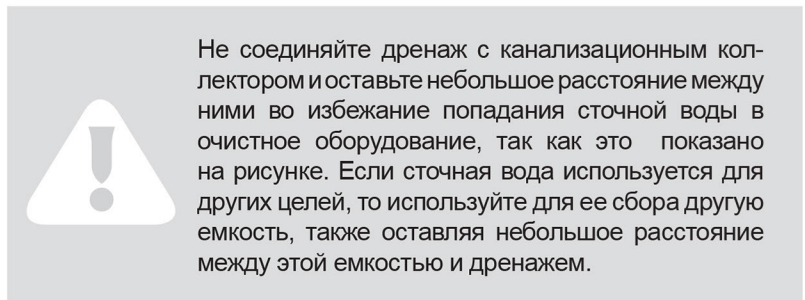 Не соединяйте дренаж с канализационным кол-
лектором и оставьте небольшое расстояние между
ними во избежание попадания сточной воды в
очистное оборудование, так как это показано
на рисунке. Если сточная вода используется для
других целей, то используйте для ее сбора другую
емкость, также оставляя небольшое расстояние
между этой емкостью и дренажем.